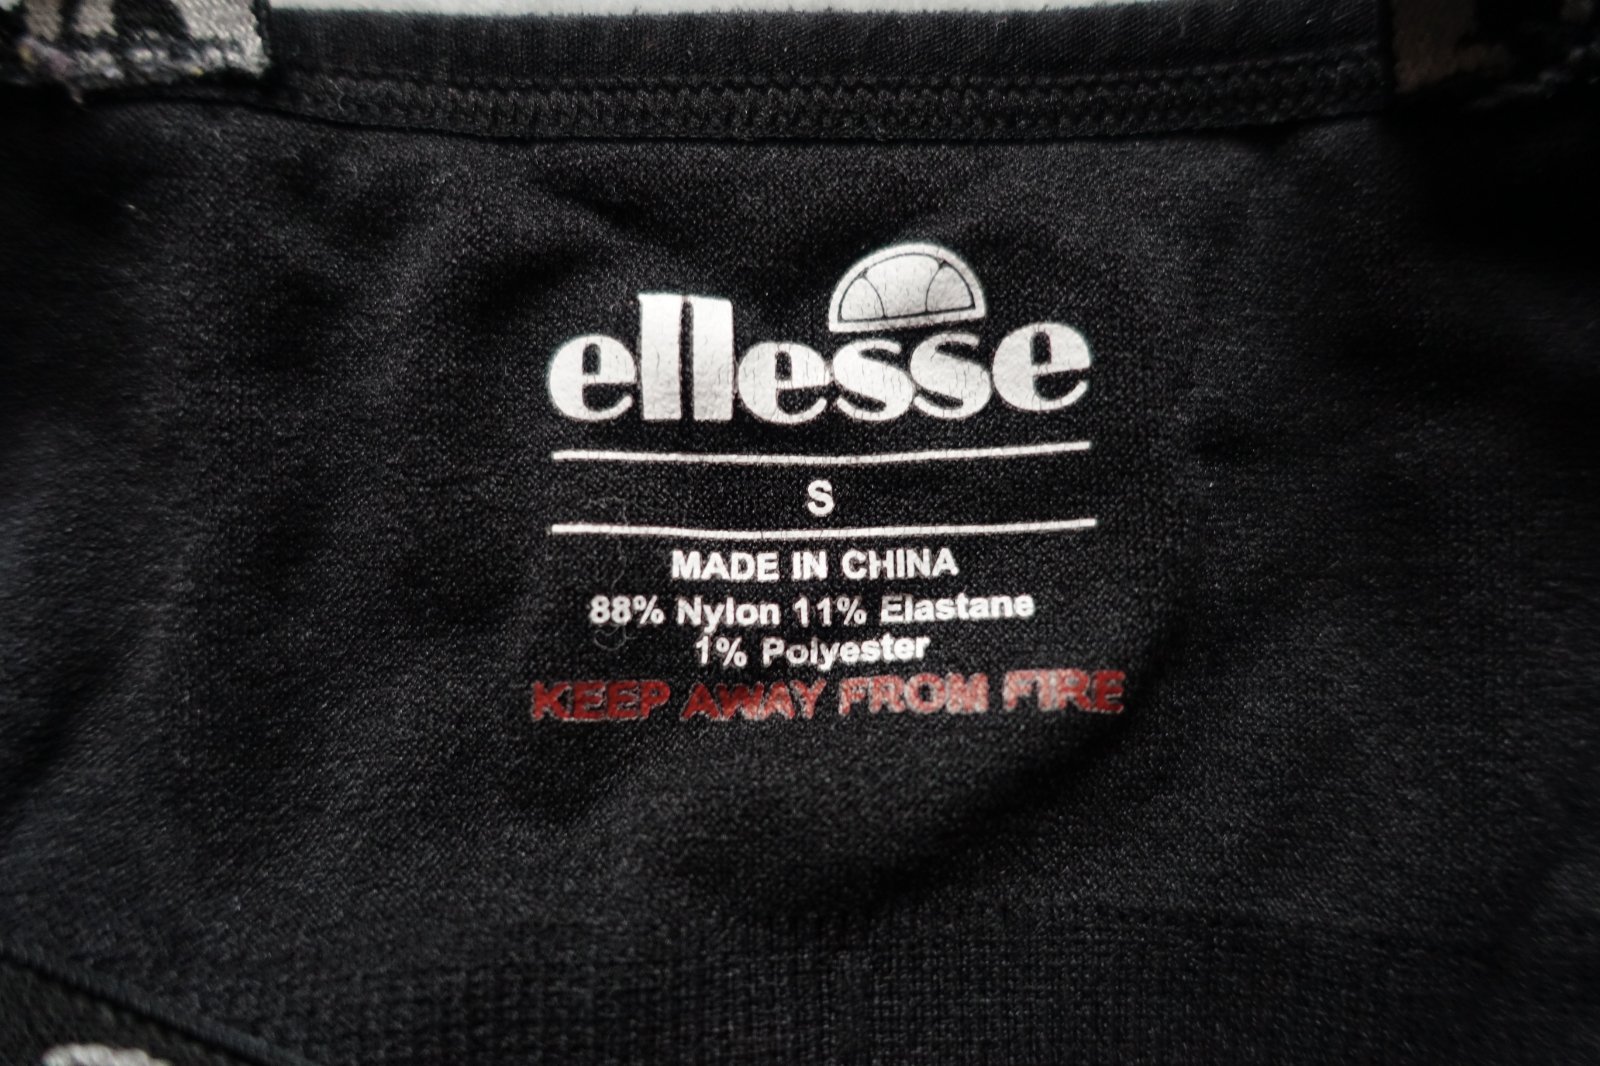 ellesse
S
MADE IN CHINA
88% Nylon 11% Elastane
1% Polyester
KEEP AWAY FROM FIRE